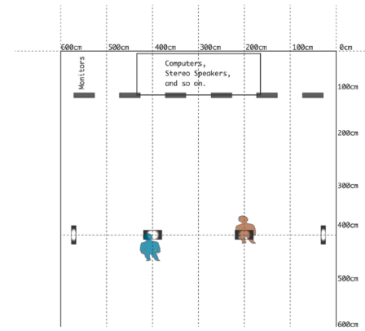 600cm 500cm 400cm 300cm 200cm 100cm 0cm
Monitors
Computers,
Stereo Speakers,
and so on.
100cm
200cm
300cm
400cm
500cm
600cm